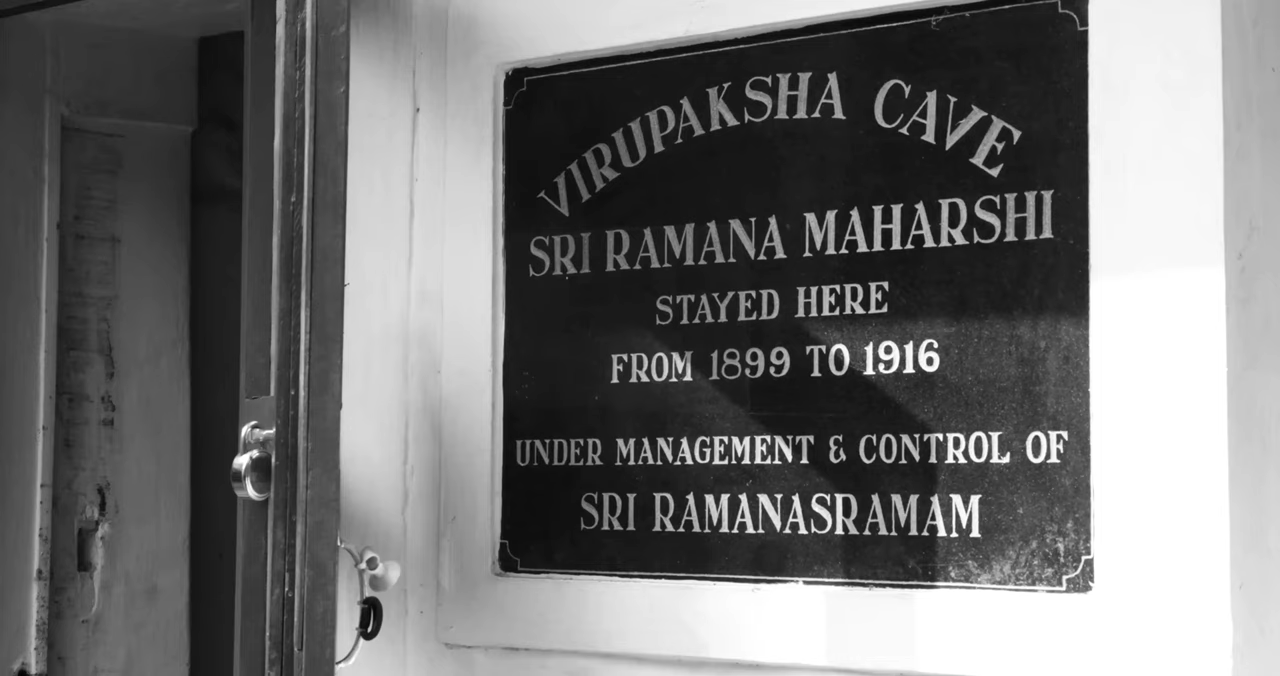 VIRUPAKSHA CAVE
SRI RAMANA MAHARSHI
STAYED HERE
FROM 1899 TO 1916
UNDER MANAGEMENT & CONTROL OF
SRI RAMANASRAMAM